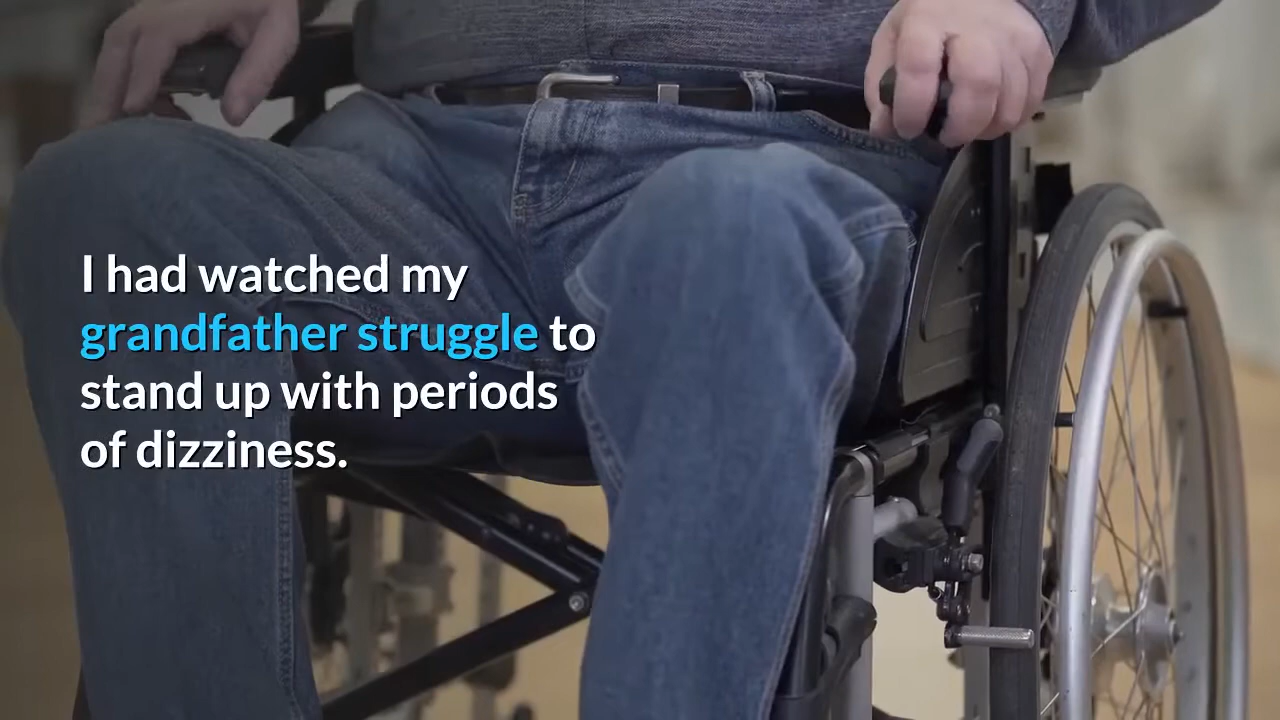 I had watched my
grandfather struggle to
stand up with periods
of dizziness.